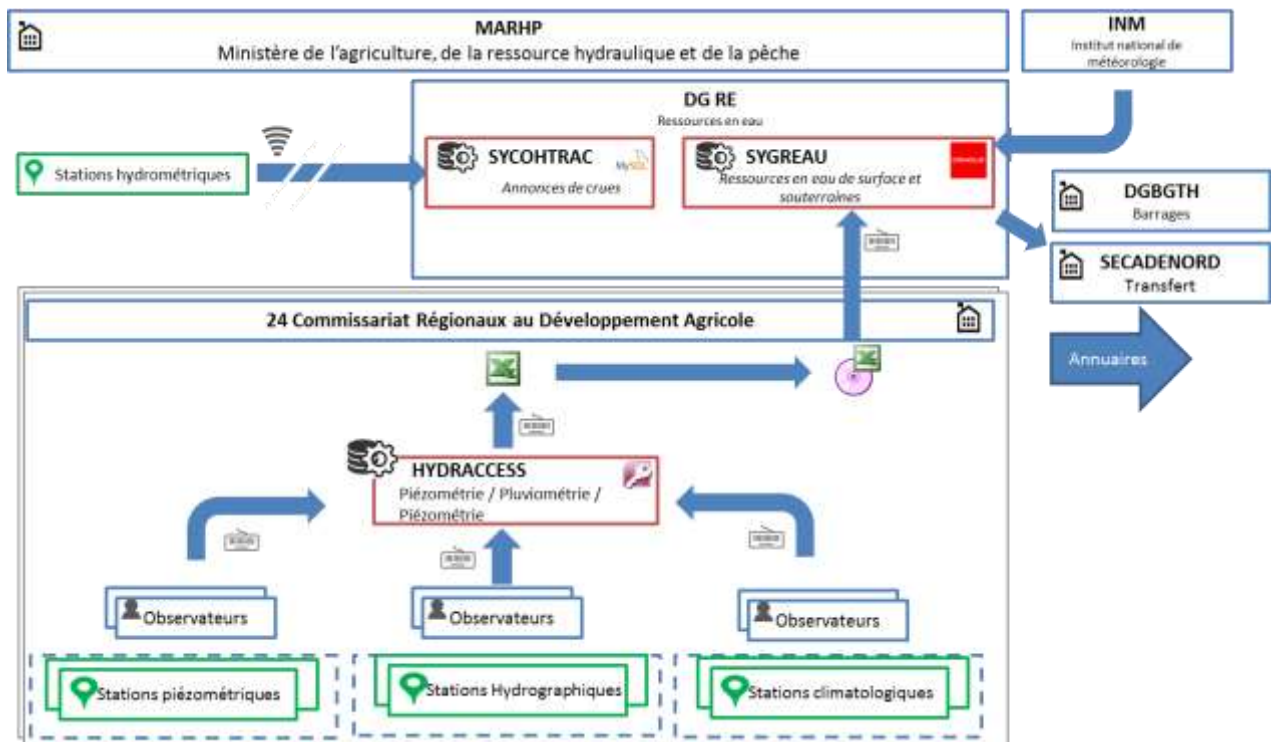 MARHP
Ministère de l'agriculture, de la ressource hydraulique et de la pêche
INM
Institut national de
météorologie
DG RE
Ressources en eau
SYCOHTRAC
MySQL
Annonces de crues
SYGREAU
Ressources en eau de surface et
souterraines
Stations hydrométriques
DGBGTH
Barrages
SECADENORD
Transfert
24 Commissariat Régionaux au Développement Agricole
Annuaires
HYDRACCESS
Piézométrie / Pluviométrie /
Piézométrie
Observateurs
Observateurs
Observateurs
Stations piézométriques
Stations Hydrographiques
Stations climatologiques